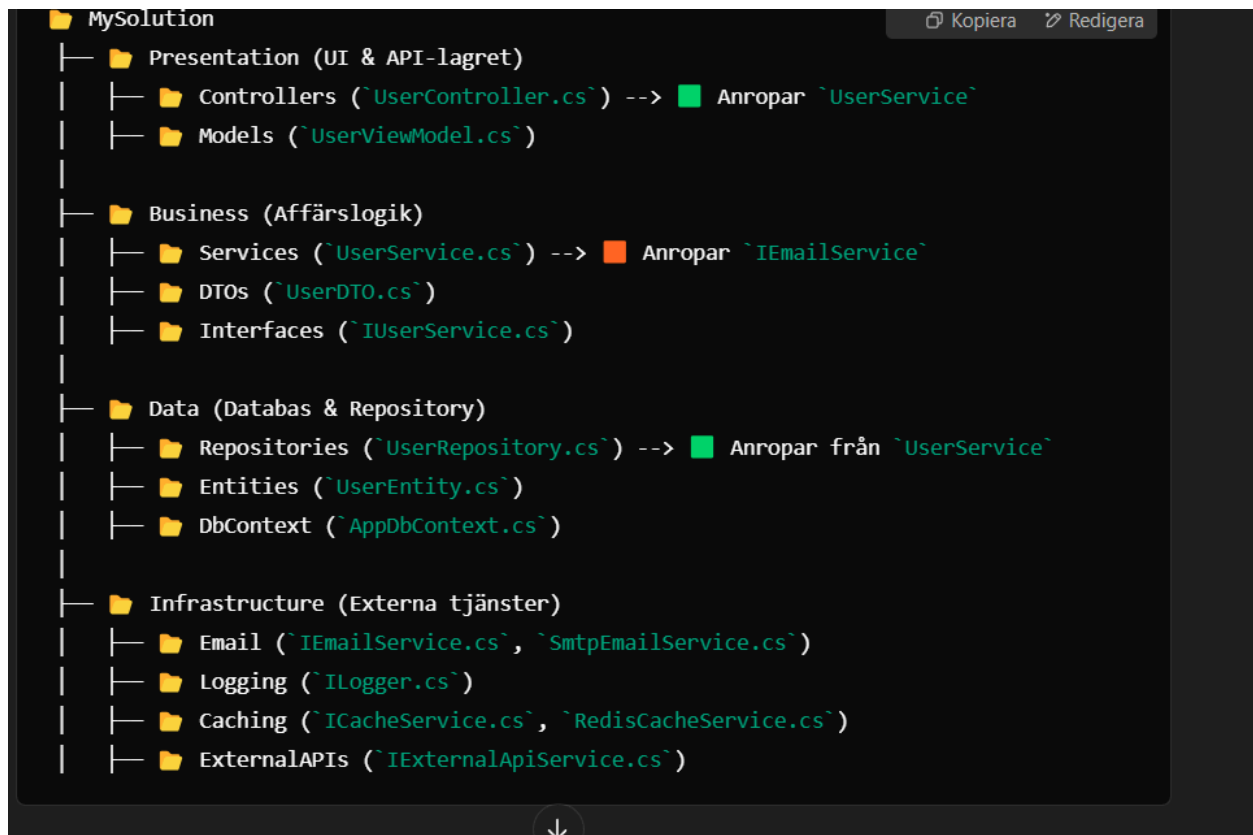 MySolution
Kopiera Redigera
├── Presentation (UI & API-lagret)
│ ├── Controllers (`UserController.cs`) --> 🟩 Anropar `UserService`
│ ├── Models (`UserViewModel.cs`)
│
├── Business (Affärslogik)
│ ├── Services (`UserService.cs`) --> 🟧 Anropar `IEmailService`
│ ├── DTOs (`UserDTO.cs`)
│ ├── Interfaces (`IUserService.cs`)
│
├── Data (Databas & Repository)
│ ├── Repositories (`UserRepository.cs`) --> 🟩 Anropar från `UserService`
│ ├── Entities (`UserEntity.cs`)
│ ├── DbContext (`AppDbContext.cs`)
│
├── Infrastructure (Externa tjänster)
│ ├── Email (`IEmailService.cs`, `SmtpEmailService.cs`)
│ ├── Logging (`ILogger.cs`)
│ ├── Caching (`ICacheService.cs`, `RedisCacheService.cs`)
│ ├── ExternalAPIs (`IExternalApiService.cs`)